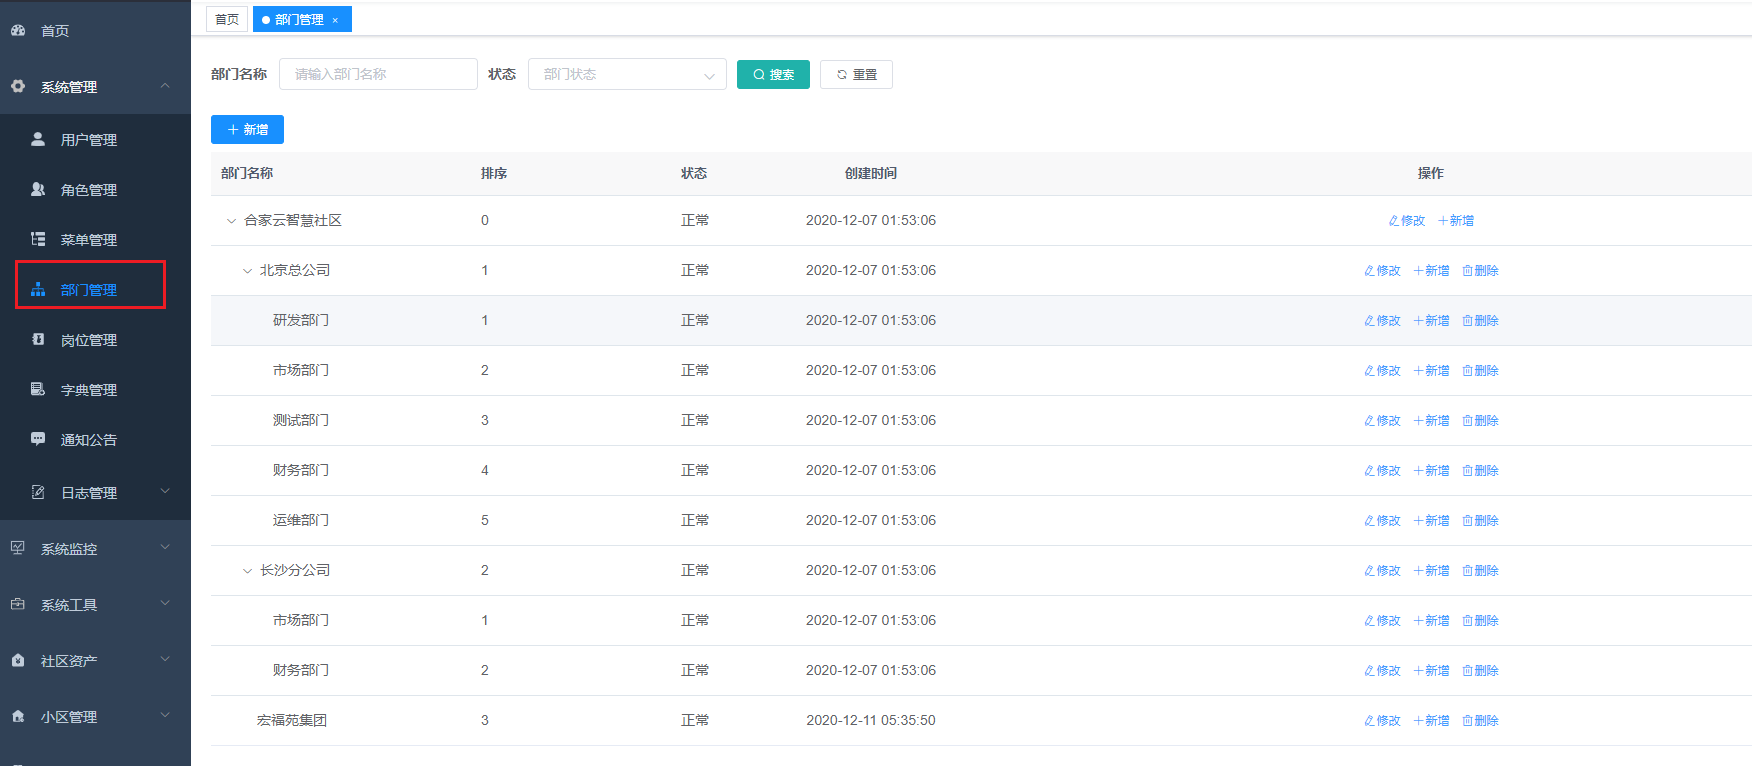 首页
系统管理
用户管理
角色管理
菜单管理
部门管理
岗位管理
字典管理
通知公告
日志管理
系统监控
系统工具
社区资产
小区管理
首页 部门管理 ×
部门名称 请输入部门名称 状态 部门状态 搜索 重置
+ 新增
部门名称 排序 状态 创建时间 操作
合家云智慧社区 0 正常 2020-12-07 01:53:06 修改 +新增
北京总公司 1 正常 2020-12-07 01:53:06 修改 +新增 删除
研发部门 1 正常 2020-12-07 01:53:06 修改 +新增 删除
市场部门 2 正常 2020-12-07 01:53:06 修改 +新增 删除
测试部门 3 正常 2020-12-07 01:53:06 修改 +新增 删除
财务部门 4 正常 2020-12-07 01:53:06 修改 +新增 删除
运维部门 5 正常 2020-12-07 01:53:06 修改 +新增 删除
长沙分公司 2 正常 2020-12-07 01:53:06 修改 +新增 删除
市场部门 1 正常 2020-12-07 01:53:06 修改 +新增 删除
财务部门 2 正常 2020-12-07 01:53:06 修改 +新增 删除
宏福苑集团 3 正常 2020-12-11 05:35:50 修改 +新增 删除